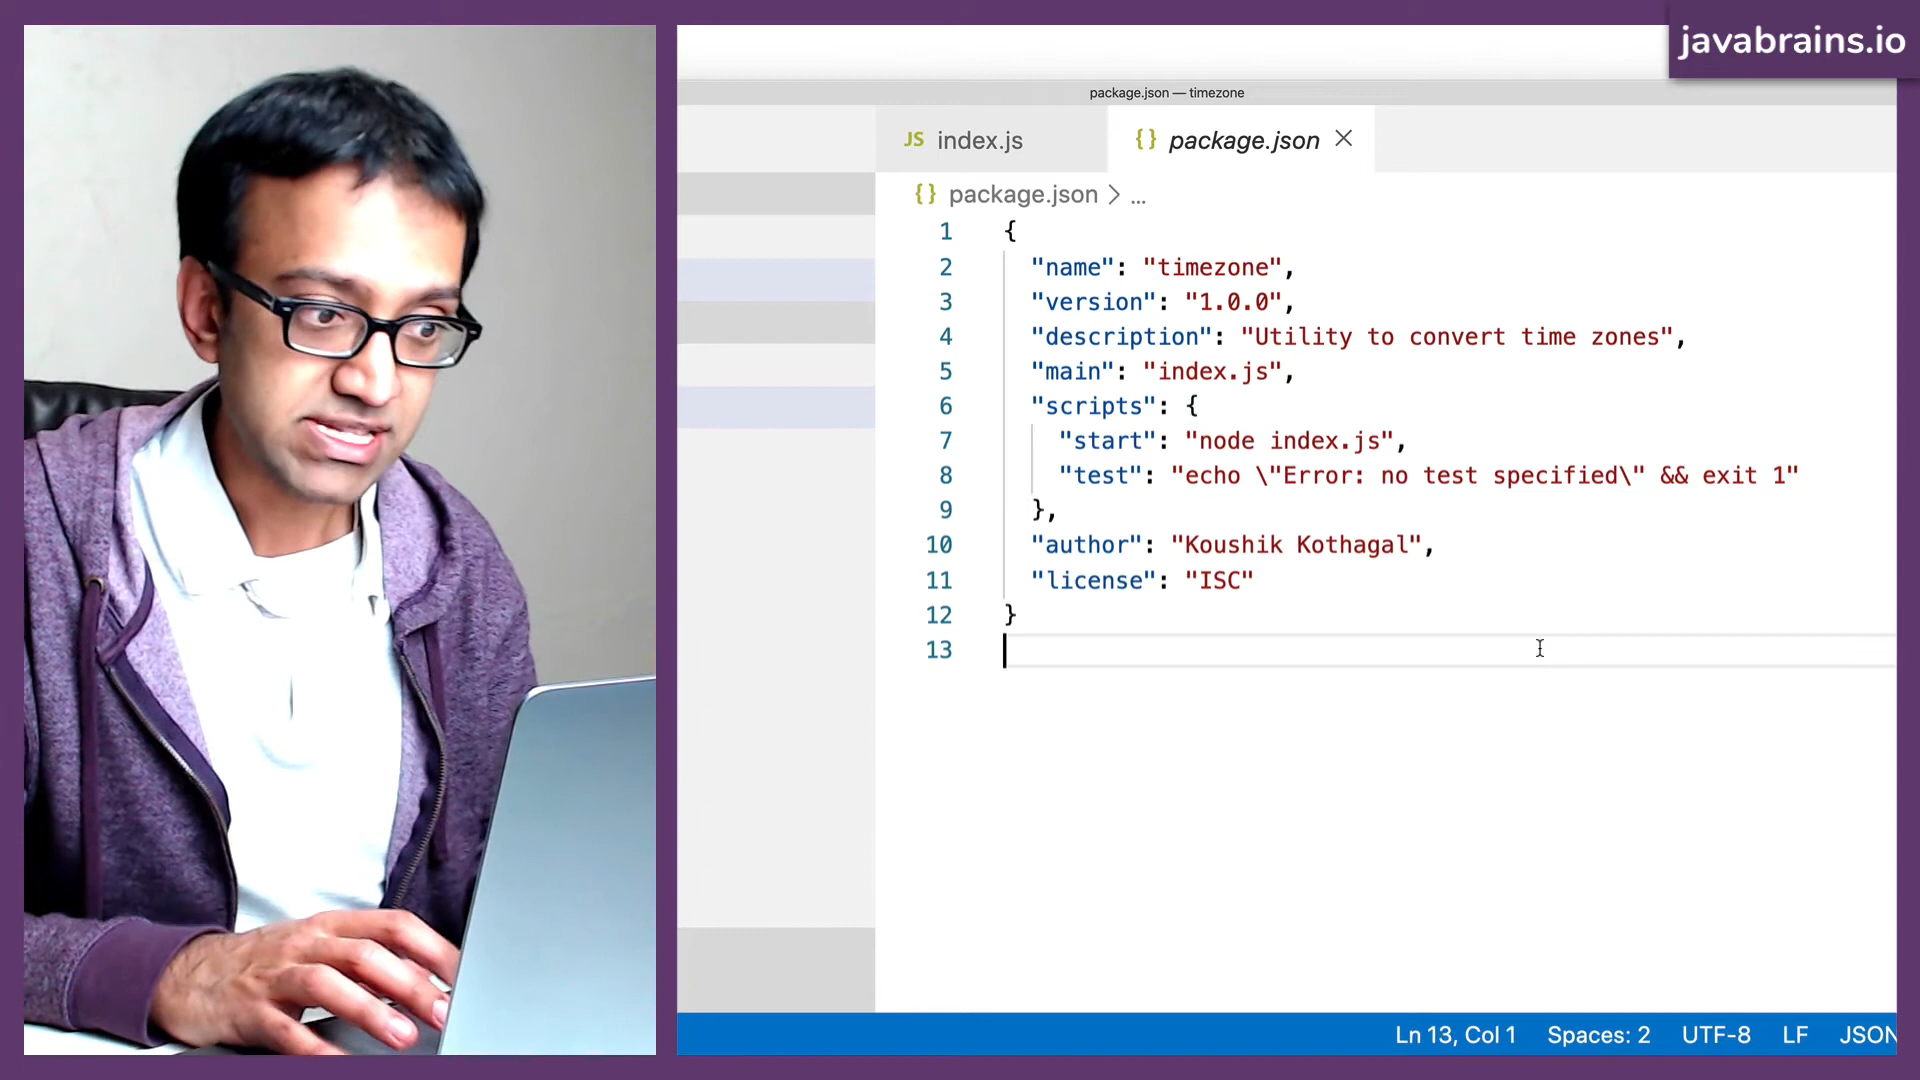 javabrains.io
package.json — timezone
JS index.js {} package.json
{} package.json > ...
1 {
2 "name": "timezone",
3 "version": "1.0.0",
4 "description": "Utility to convert time zones",
5 "main": "index.js",
6 "scripts": {
7 "start": "node index.js",
8 "test": "echo \"Error: no test specified\" && exit 1"
9 },
10 "author": "Koushik Kothagal",
11 "license": "ISC"
12 }
13
Ln 13, Col 1 Spaces: 2 UTF-8 LF JSON